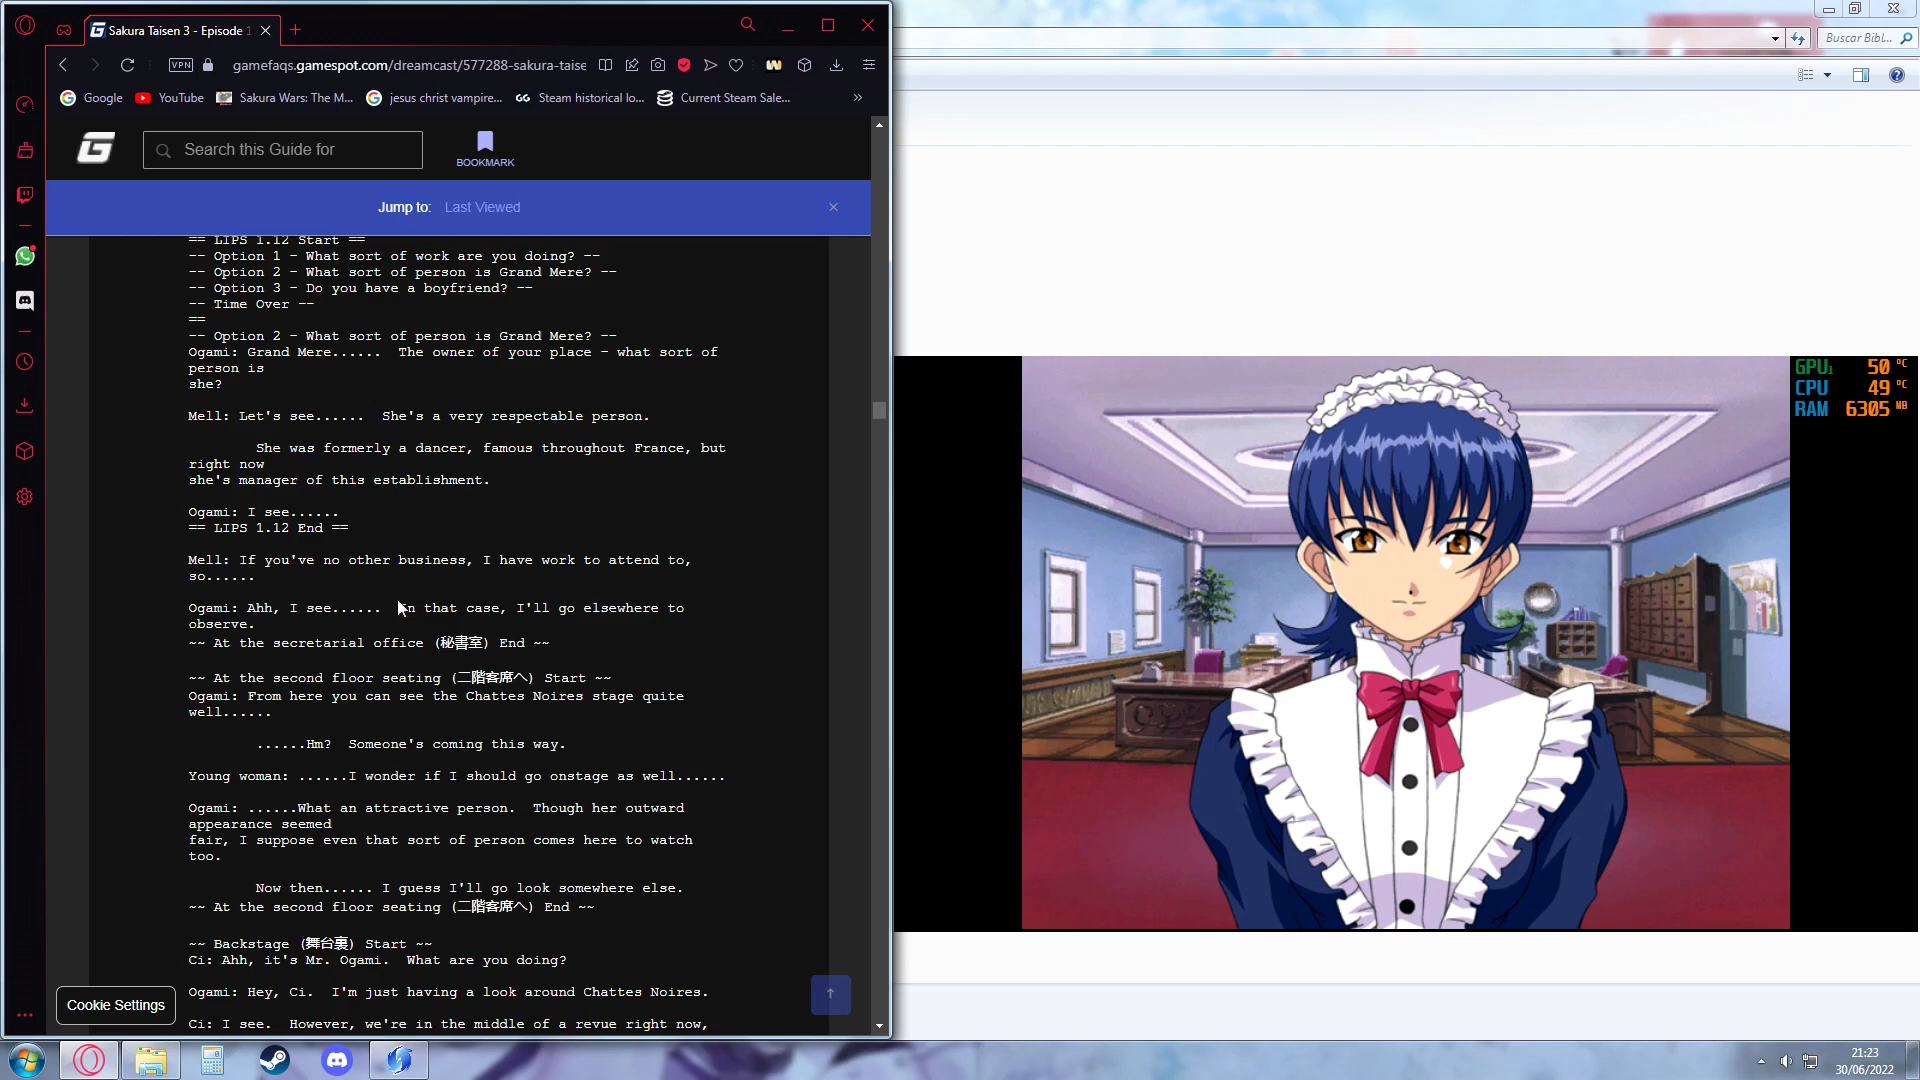 Sakura Taisen 3 - Episode 1
VPN
gamefaqs.gamespot.com/dreamcast/577288-sakura-taise
Google
YouTube
Sakura Wars: The M...
jesus christ vampire...
Steam historical lo...
Current Steam Sale...
»
Search this Guide for
BOOKMARK
Jump to: Last Viewed
== LIPS 1.12 Start ==
-- Option 1 - What sort of work are you doing? --
-- Option 2 - What sort of person is Grand Mere? --
-- Option 3 - Do you have a boyfriend? --
-- Time Over --
==
-- Option 2 - What sort of person is Grand Mere? --
Ogami: Grand Mere...... The owner of your place - what sort of
person is
she?
Mell: Let's see...... She's a very respectable person.
She was formerly a dancer, famous throughout France, but
right now
she's manager of this establishment.
Ogami: I see......
== LIPS 1.12 End ==
Mell: If you've no other business, I have work to attend to,
so......
Ogami: Ahh, I see...... In that case, I'll go elsewhere to
observe.
~~ At the secretarial office (秘書室) End ~~
~~ At the second floor seating (二階客席へ) Start ~~
Ogami: From here you can see the Chattes Noires stage quite
well......
......Hm? Someone's coming this way.
Young woman: ......I wonder if I should go onstage as well......
Ogami: ......What an attractive person. Though her outward
appearance seemed
fair, I suppose even that sort of person comes here to watch
too.
Now then...... I guess I'll go look somewhere else.
~~ At the second floor seating (二階客席へ) End ~~
~~ Backstage (舞台裏) Start ~~
Ci: Ahh, it's Mr. Ogami. What are you doing?
Ogami: Hey, Ci. I'm just having a look around Chattes Noires.
Ci: I see. However, we're in the middle of a revue right now,
Cookie Settings
Buscar Bibl...
GPU1 50 °C
CPU 49 °C
RAM 6305 MB
21:23
30/06/2022